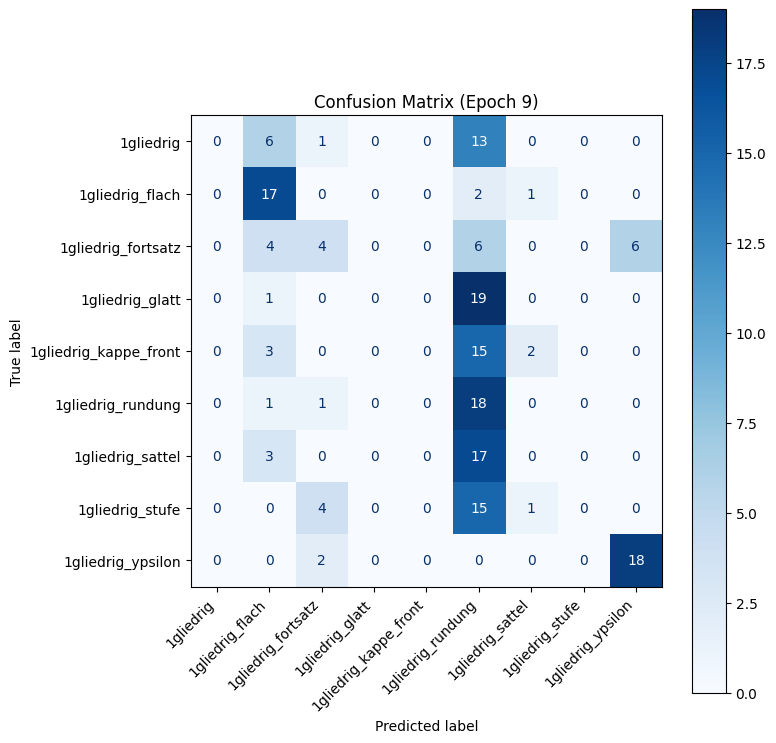 Confusion Matrix (Epoch 9)
True label
1gliedrig 0 6 1 0 0 13 0 0 0
1gliedrig_flach 0 17 0 0 0 2 1 0 0
1gliedrig_fortsatz 0 4 4 0 0 6 0 0 6
1gliedrig_glatt 0 1 0 0 0 19 0 0 0
1gliedrig_kappe_front 0 3 0 0 0 15 2 0 0
1gliedrig_rundung 0 1 1 0 0 18 0 0 0
1gliedrig_sattel 0 3 0 0 0 17 0 0 0
1gliedrig_stufe 0 0 4 0 0 15 1 0 0
1gliedrig_ypsilon 0 0 2 0 0 0 0 0 18
1gliedrig
1gliedrig_flach
1gliedrig_fortsatz
1gliedrig_glatt
1gliedrig_kappe_front
1gliedrig_rundung
1gliedrig_sattel
1gliedrig_stufe
1gliedrig_ypsilon
Predicted label
17.5
15.0
12.5
10.0
7.5
5.0
2.5
0.0